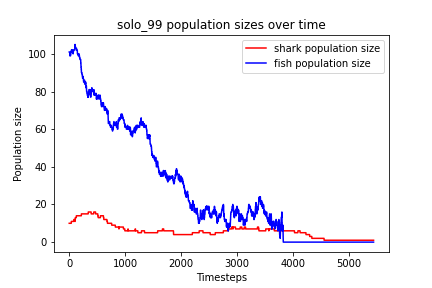 solo_99 population sizes over time
shark population size
fish population size
Population size
100
80
60
40
20
0
0
1000
2000
3000
4000
5000
Timesteps